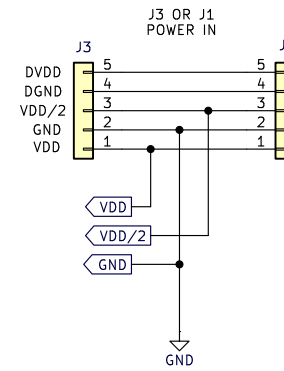 J3 OR J1
POWER IN
J3
DVDD 5 5
DGND 4 4
VDD/2 3 3
GND 2 2
VDD 1 1
VDD
VDD/2
GND
GND